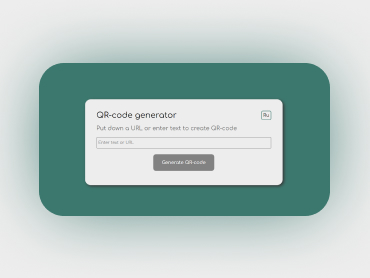 QR-code generator
Ru
Put down a URL or enter text to create QR-code
Enter text or URL
Generate QR-code